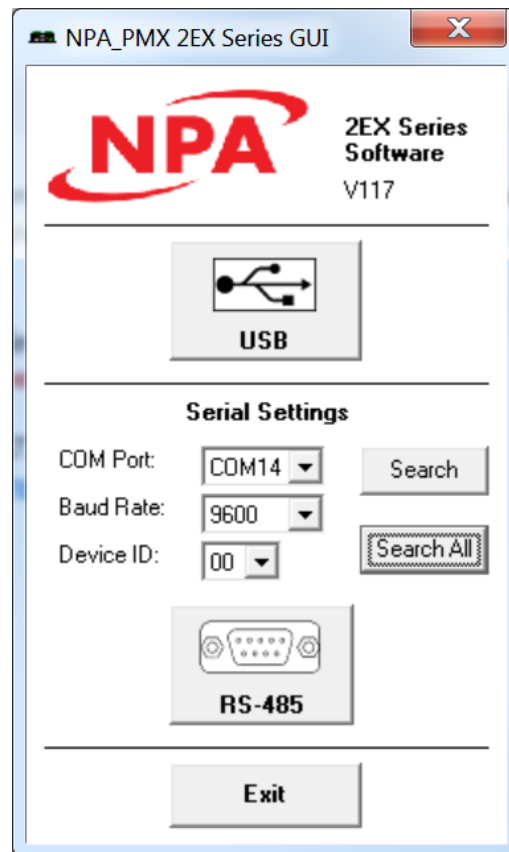 NPA_PMX 2EX Series GUI
NPA
2EX Series
Software
V117
USB
Serial Settings
COM Port: COM14 Search
Baud Rate: 9600
Device ID: 00 Search All
RS-485
Exit